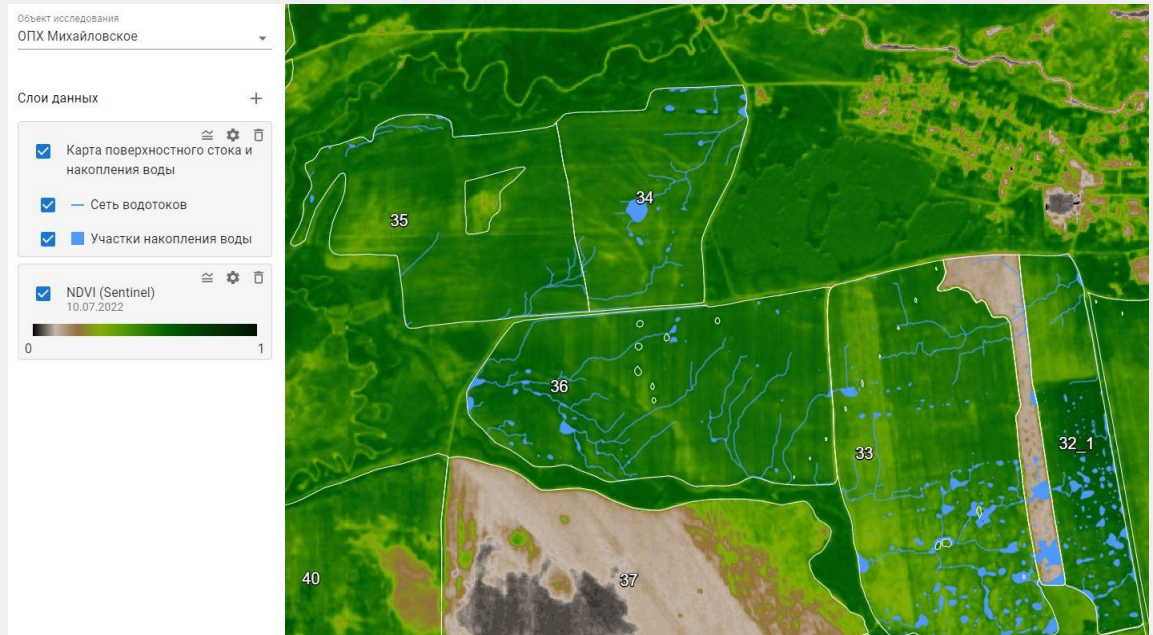 Объект исследования
ОПХ Михайловское
Слои данных
Карта поверхностного стока и
накопления воды
Сеть водотоков
Участки накопления воды
NDVI (Sentinel)
10.07.2022
0 1
34
35
36
33
32_1
40
37